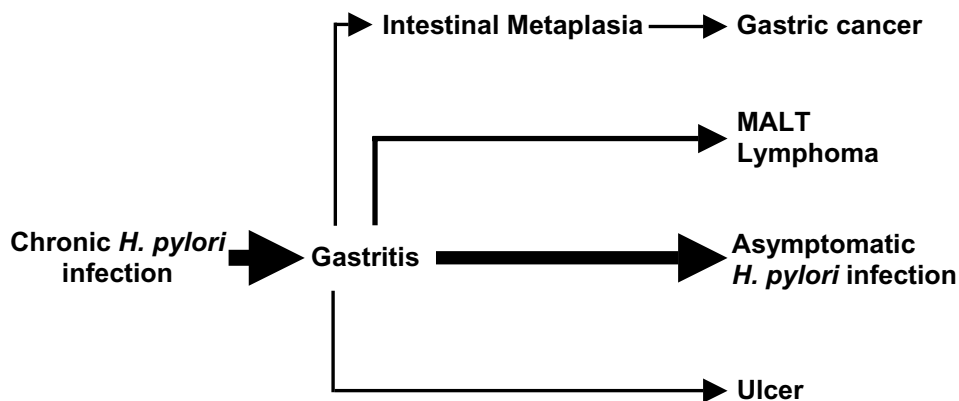 Intestinal Metaplasia
Gastric cancer
MALT
Lymphoma
Chronic H. pylori
infection
Gastritis
Asymptomatic
H. pylori infection
Ulcer